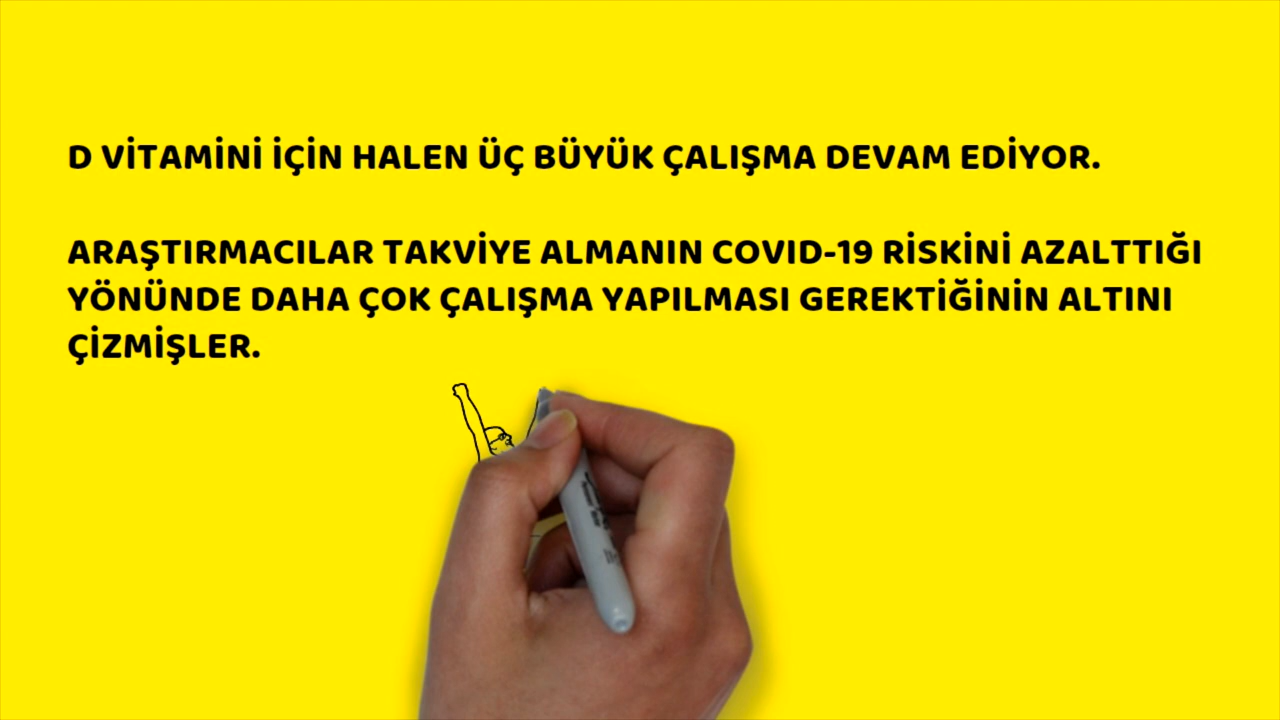 D VİTAMİNİ İÇİN HALEN ÜÇ BÜYÜK ÇALIŞMA DEVAM EDİYOR.
ARAŞTIRMACILAR TAKVİYE ALMANIN COVID-19 RİSKİNİ AZALTTIĞI
YÖNÜNDE DAHA ÇOK ÇALIŞMA YAPILMASI GEREKTİĞİNİN ALTINI
ÇİZMİŞLER.